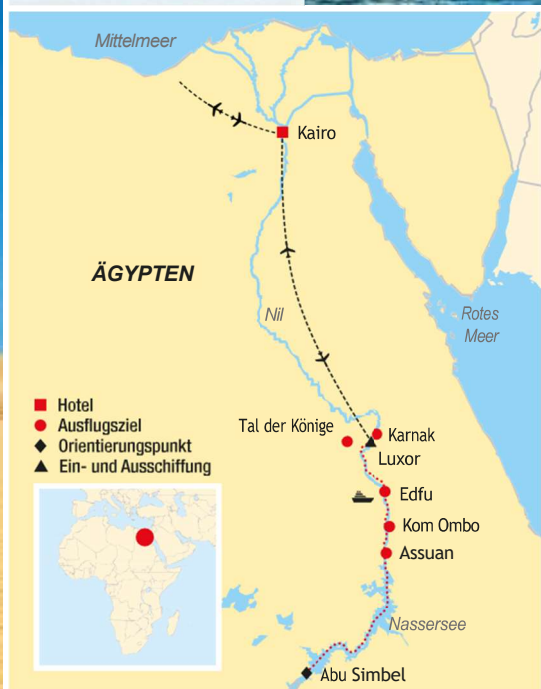 Mittelmeer
Kairo
ÄGYPTEN
Nil
Rotes
Meer
Hotel
Ausflugsziel
Orientierungspunkt
Ein- und Ausschiffung
Tal der Könige
Karnak
Luxor
Edfu
Kom Ombo
Assuan
Nassersee
Abu Simbel